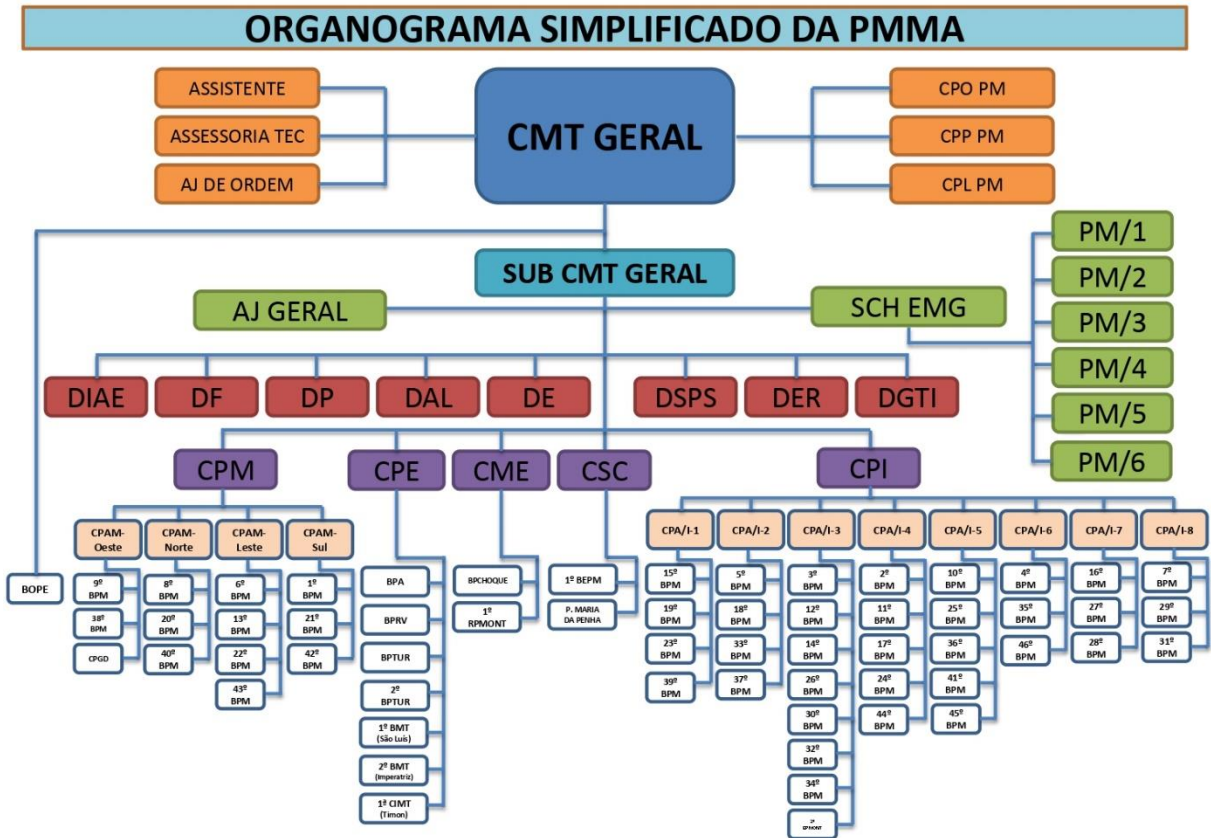 ORGANOGRAMA SIMPLIFICADO DA PMMA
ASSISTENTE
ASSESSORIA TEC
AJ DE ORDEM
CMT GERAL
CPO PM
CPP PM
CPL PM
SUB CMT GERAL
AJ GERAL
SCH EMG
PM/1
PM/2
PM/3
PM/4
PM/5
PM/6
DIAE
DF
DP
DAL
DE
DSPS
DER
DGTI
CPM
CPE
CME
CSC
CPI
BOPE
CPAM-
Oeste
9º
BPM
38º
BPM
CPGD
CPAM-
Norte
8º
BPM
20º
BPM
40º
BPM
CPAM-
Leste
6º
BPM
13º
BPM
22º
BPM
43º
BPM
CPAM-
Sul
1º
BPM
21º
BPM
42º
BPM
BPA
BPRV
BPTUR
2º
BPTUR
1º BMT
(São Luís)
2º BMT
(Imperatriz)
1ª CIMT
(Timon)
BPCHOQUE
1º
RPMONT
1º BEPM
P. MARIA
DA PENHA
CPA/I-1
15º
BPM
19º
BPM
23º
BPM
39º
BPM
CPA/I-2
5º
BPM
18º
BPM
33º
BPM
37º
BPM
CPA/I-3
3º
BPM
12º
BPM
14º
BPM
26º
BPM
30º
BPM
32º
BPM
34º
BPM
CPA/I-4
2º
BPM
11º
BPM
17º
BPM
24º
BPM
44º
BPM
CPA/I-5
10º
BPM
25º
BPM
36º
BPM
41º
BPM
45º
BPM
CPA/I-6
4º
BPM
35º
BPM
46º
BPM
CPA/I-7
16º
BPM
27º
BPM
28º
BPM
CPA/I-8
7º
BPM
29º
BPM
31º
BPM